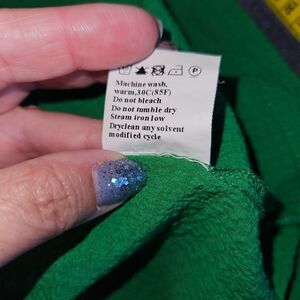 Machine wash,
warm,30C(85F)
Do not bleach
Do not tumble dry
Steam iron low
Dryclean any solvent
modified cycle